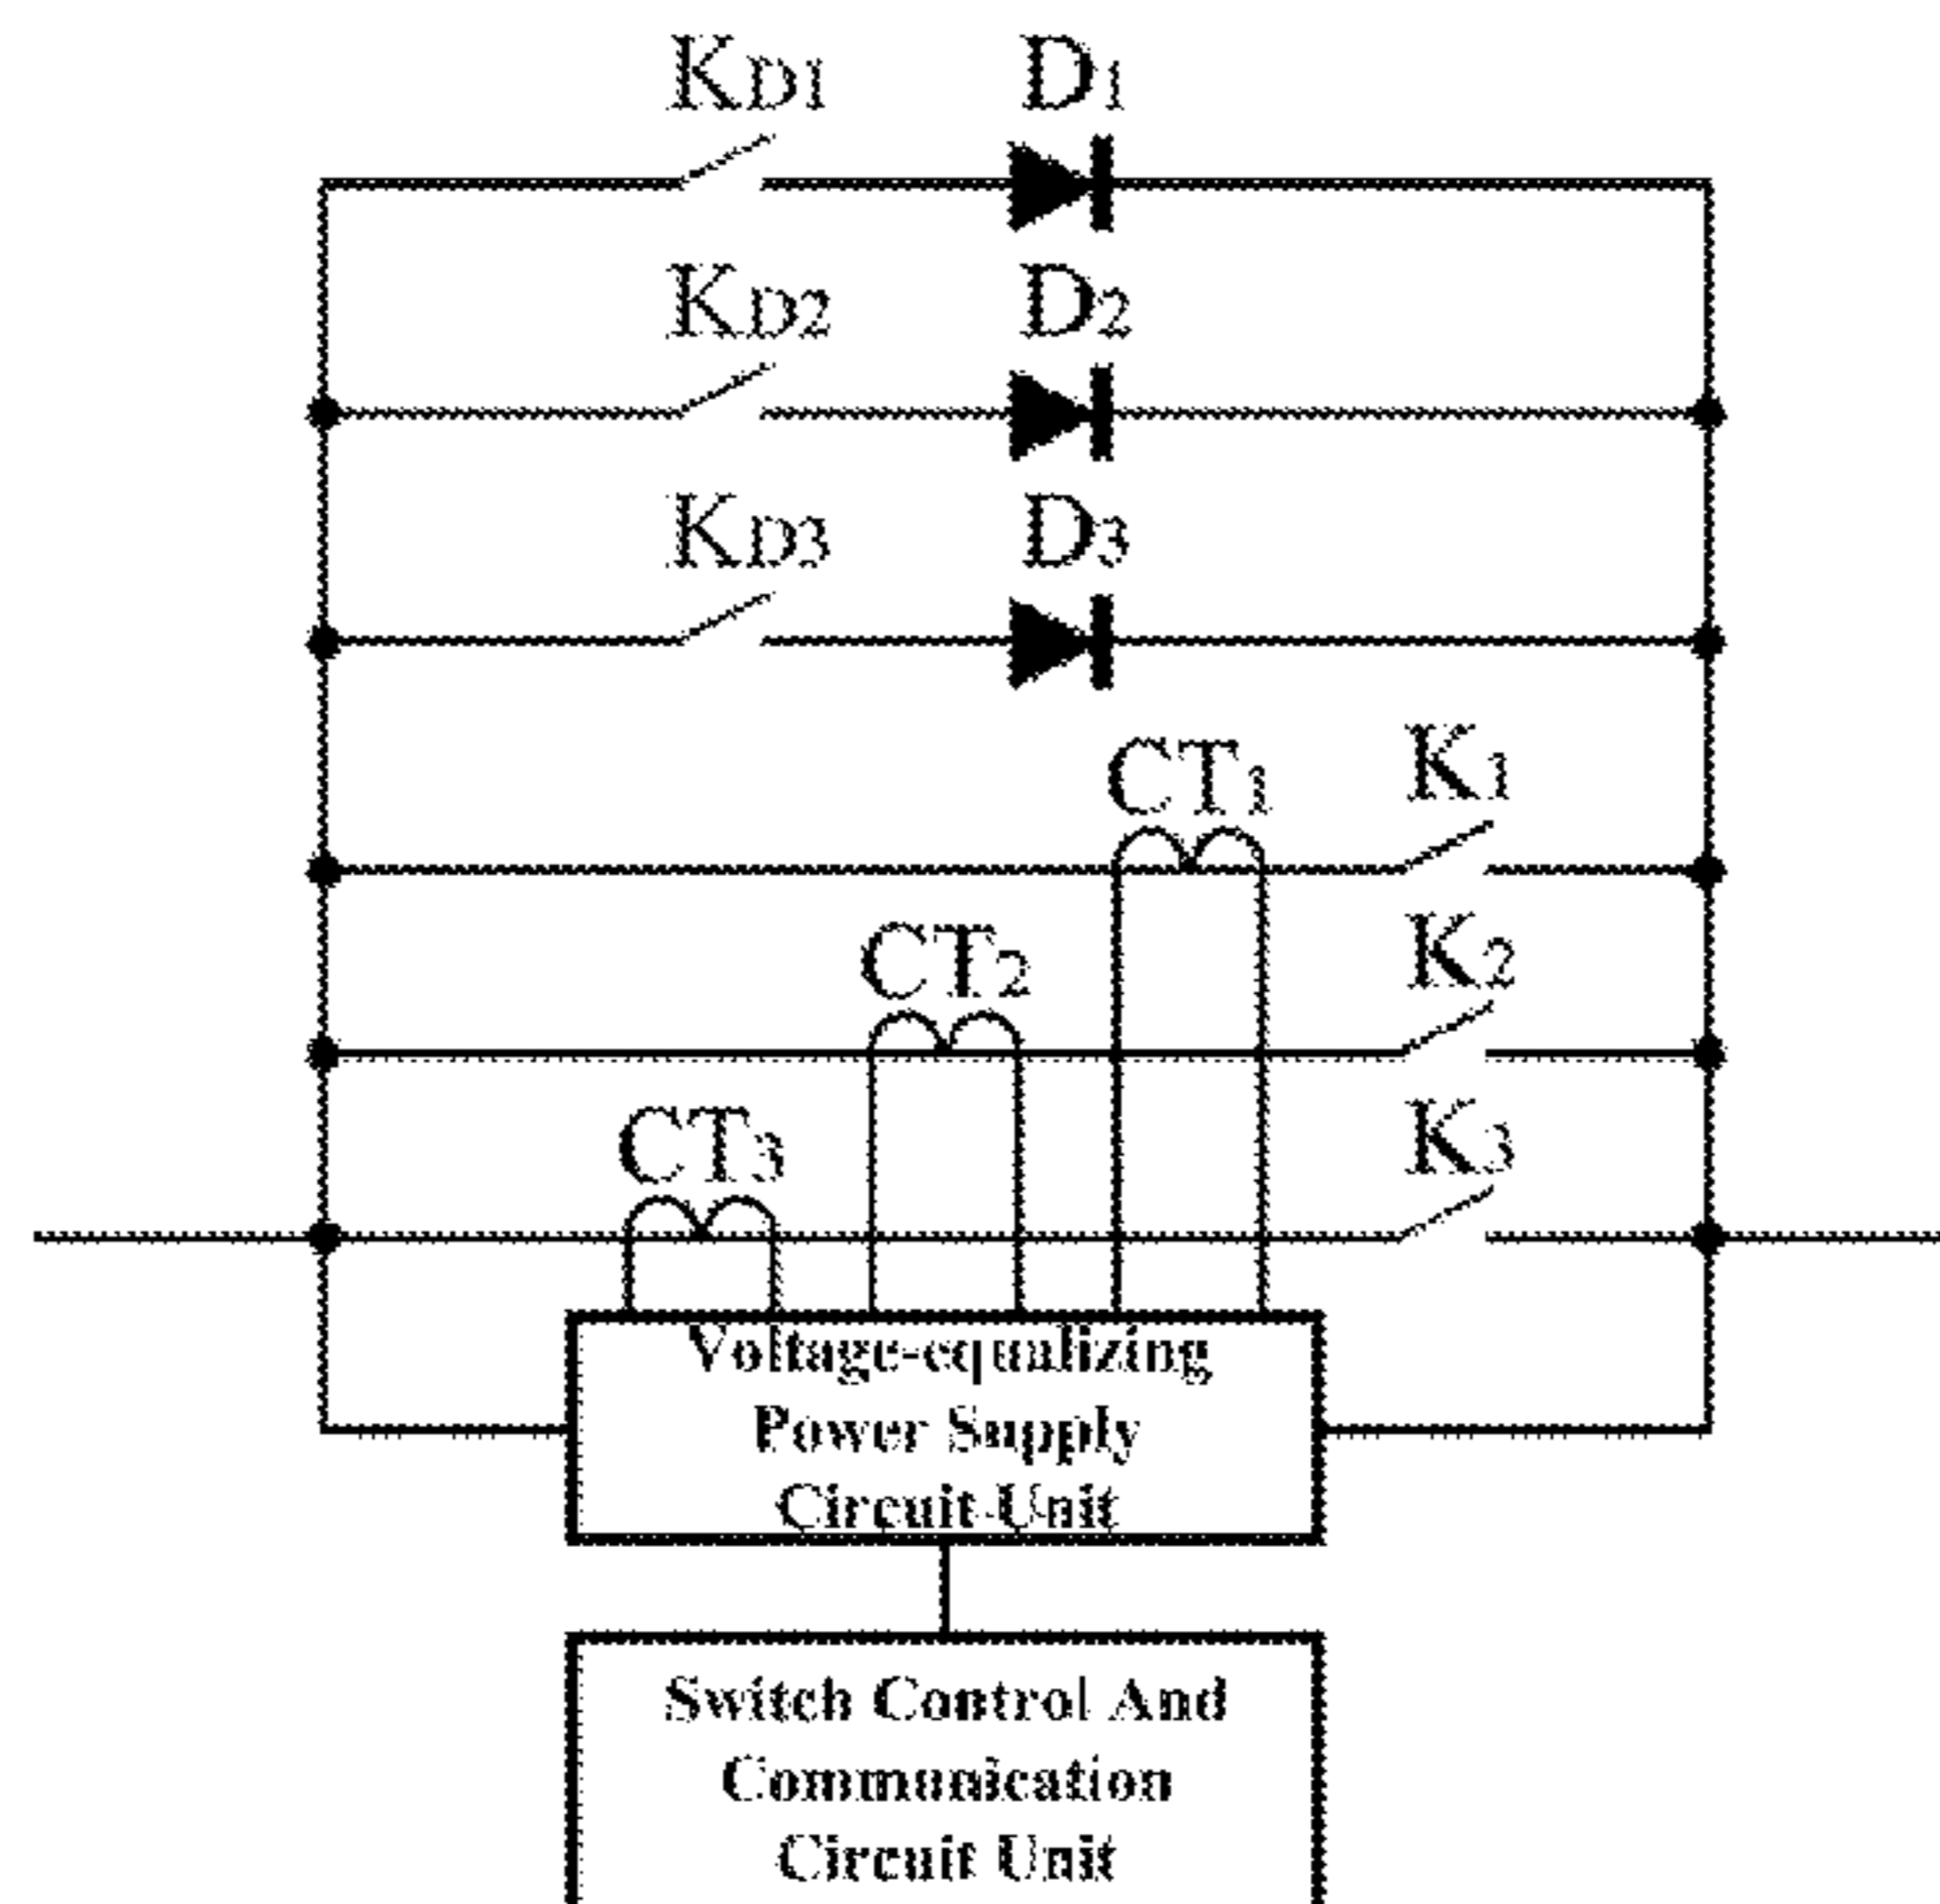 KD1 D1
KD2 D2
KD3 D3
CT1 K1
CT2 K2
CT3 K3
Voltage-equalizing
Power Supply
Circuit Unit
Switch Control And
Communication
Circuit Unit